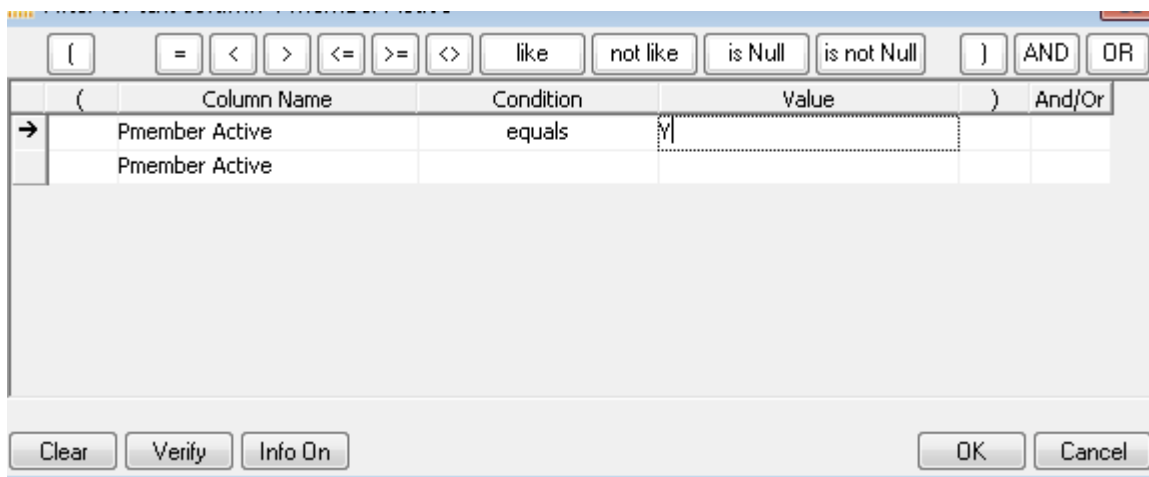 ( = < > <= >= <> like not like is Null is not Null ) AND OR
( Column Name Condition Value ) And/Or
Pmember Active equals Y
Pmember Active
Clear Verify Info On OK Cancel